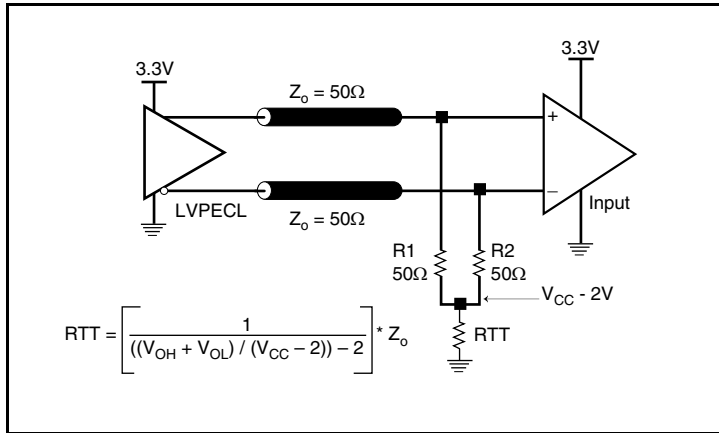 3.3V
3.3V
Zo = 50Ω
+
LVPECL
–
Input
Zo = 50Ω
R1
50Ω
R2
50Ω
VCC - 2V
RTT = [1 / (((VOH + VOL) / (VCC – 2)) – 2)] * Zo
RTT